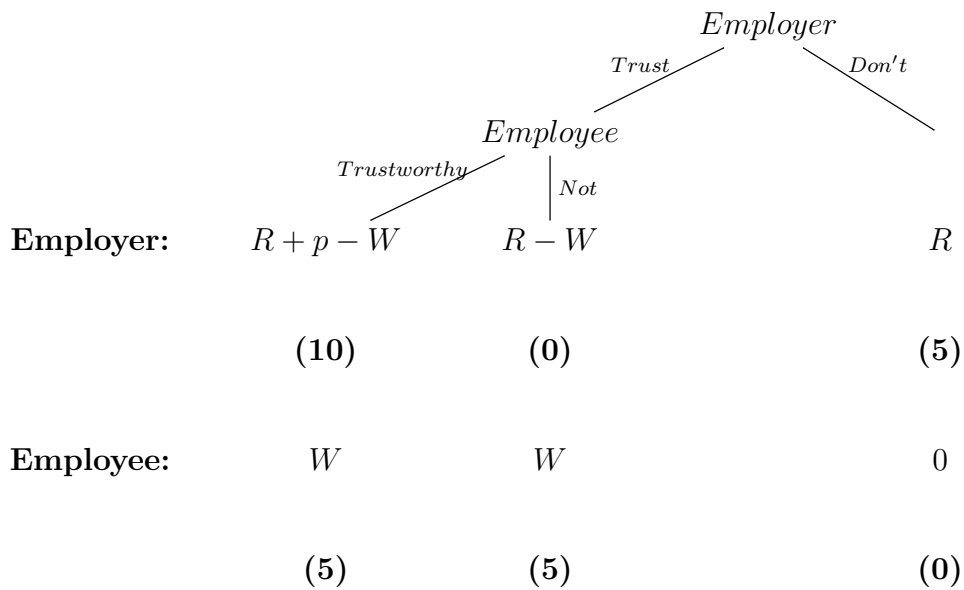 Employer
Trust Don't
Employee
Trustworthy Not
Employer: R + p − W R − W R
(10) (0) (5)
Employee: W W 0
(5) (5) (0)